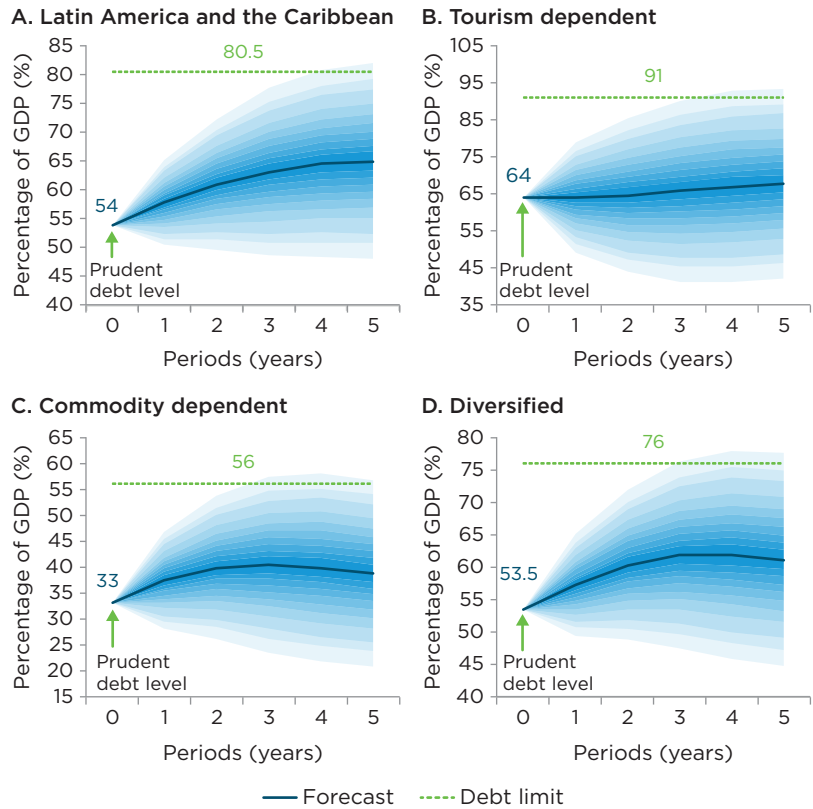 A. Latin America and the Caribbean
Percentage of GDP (%)
85
80
75
70
65
60
55
50
45
40
80.5
54
Prudent
debt level
0 1 2 3 4 5
Periods (years)
B. Tourism dependent
Percentage of GDP (%)
105
95
85
75
65
55
45
35
91
64
Prudent
debt level
0 1 2 3 4 5
Periods (years)
C. Commodity dependent
Percentage of GDP (%)
65
60
55
50
45
40
35
30
25
20
15
56
33
Prudent
debt level
0 1 2 3 4 5
Periods (years)
D. Diversified
Percentage of GDP (%)
80
75
70
65
60
55
50
45
40
76
53.5
Prudent
debt level
0 1 2 3 4 5
Periods (years)
Forecast Debt limit